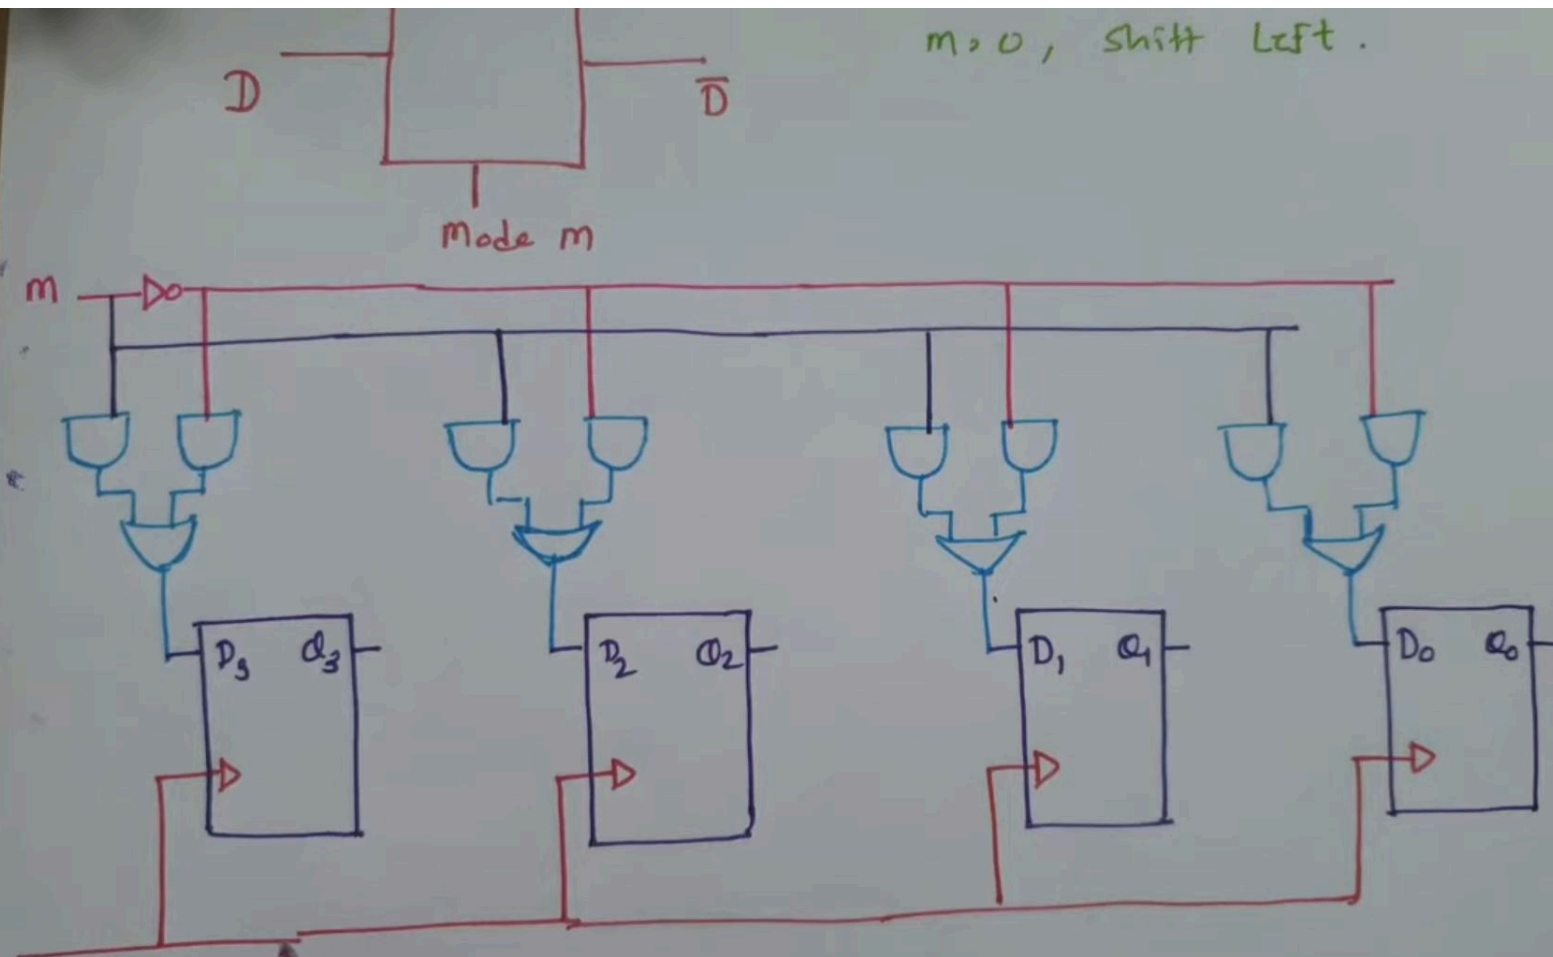 m=0, shift Left.
D
D̅
Mode m
m
D3 Q3
D2 Q2
D1 Q1
D0 Q0